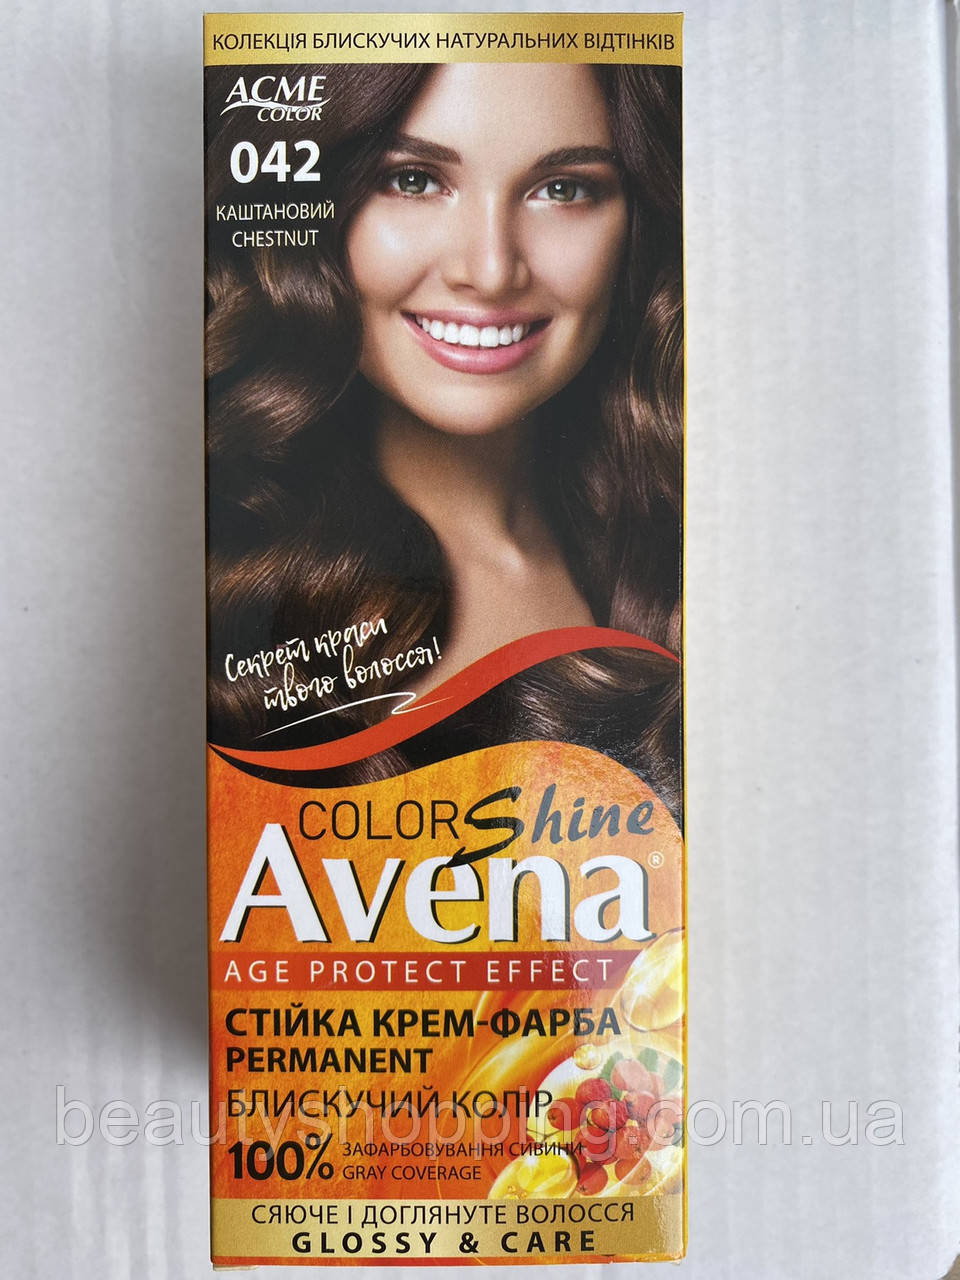 КОЛЕКЦІЯ БЛИСКУЧИХ НАТУРАЛЬНИХ ВІДТІНКІВ
ACME
COLOR
042
КАШТАНОВИЙ
CHESTNUT
Секрет краси
твого волосся!
COLOR Shine
Avena®
AGE PROTECT EFFECT
СТІЙКА КРЕМ-ФАРБА
PERMANENT
БЛИСКУЧИЙ КОЛІР
beautyshopping.com.ua
100% ЗАФАРБОВУВАННЯ СИВИНИ
GRAY COVERAGE
СЯЮЧЕ І ДОГЛЯНУТЕ ВОЛОССЯ
GLOSSY & CARE